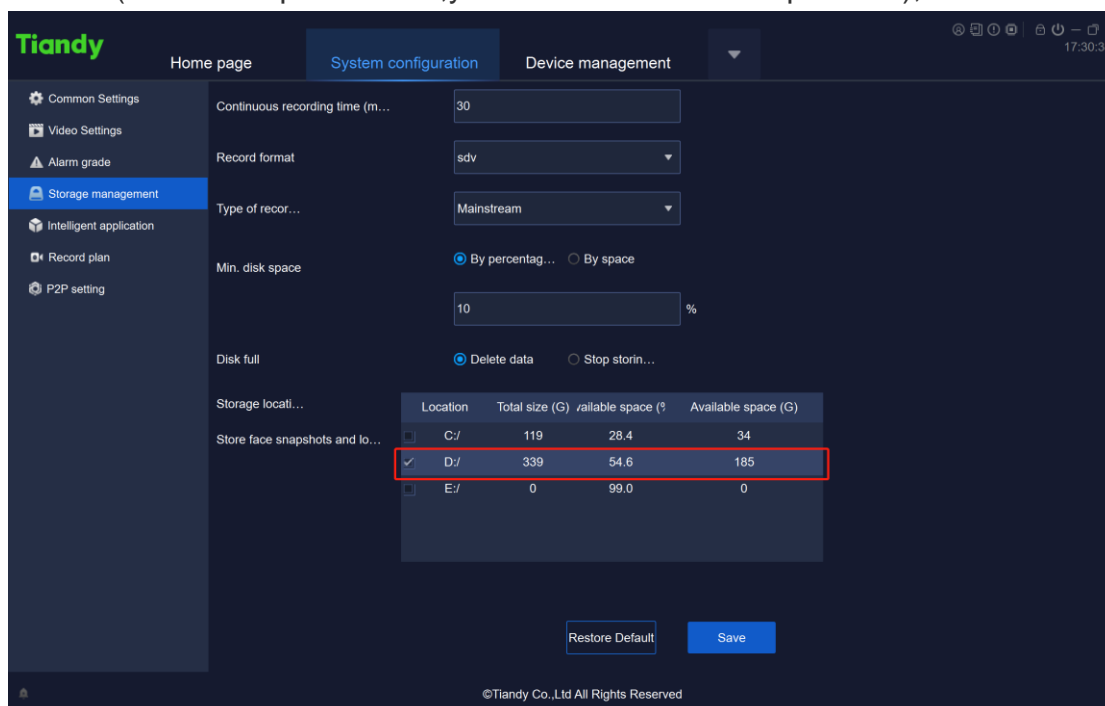 Tiandy
17:30:3
Home page System configuration Device management
Common Settings
Video Settings
Alarm grade
Storage management
Intelligent application
Record plan
P2P setting
Continuous recording time (m… 30
Record format sdv
Type of recor… Mainstream
Min. disk space By percentag… By space
10 %
Disk full Delete data Stop storin…
Storage locati…
Store face snapshots and lo…
Location Total size (G) vailable space (% Available space (G)
C:/ 119 28.4 34
D:/ 339 54.6 185
E:/ 0 99.0 0
Restore Default Save
©Tiandy Co.,Ltd All Rights Reserved